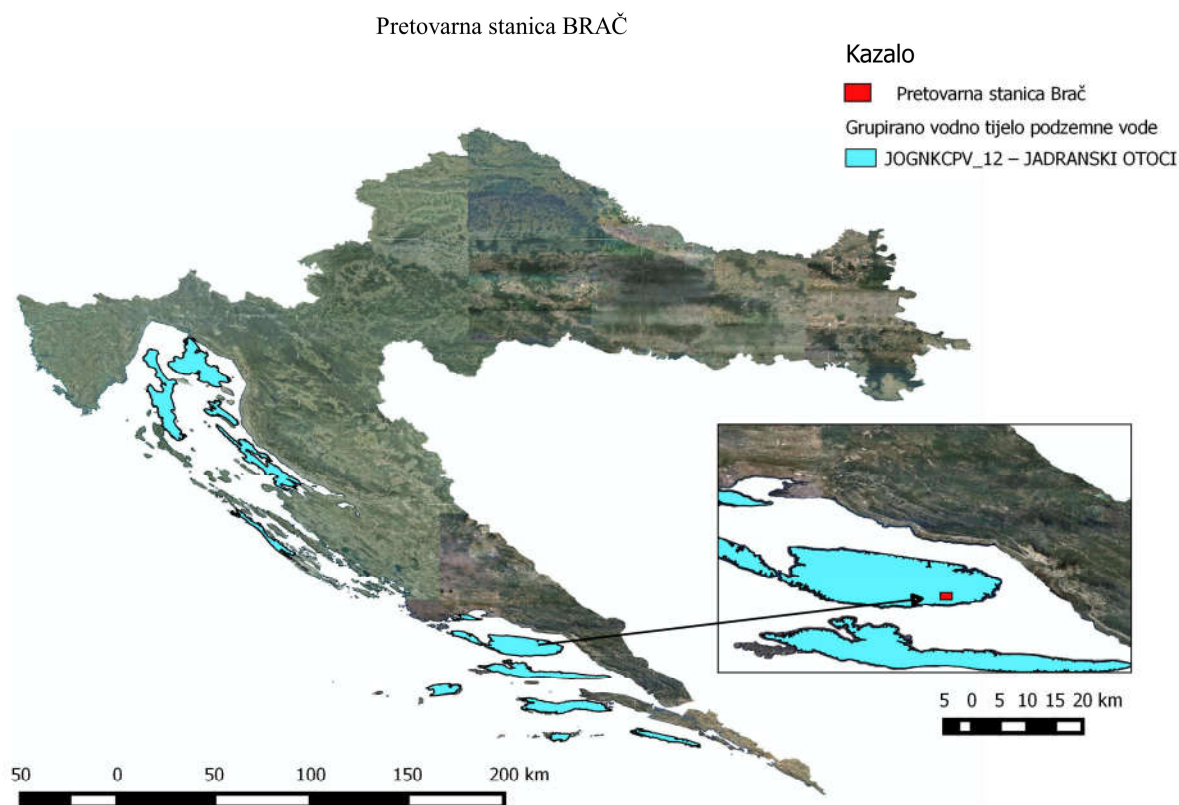 Pretovarna stanica BRAČ
Kazalo
Pretovarna stanica Brač
Grupirano vodno tijelo podzemne vode
JOGNKCPV_12 – JADRANSKI OTOCI
5 0 5 10 15 20 km
50 0 50 100 150 200 km